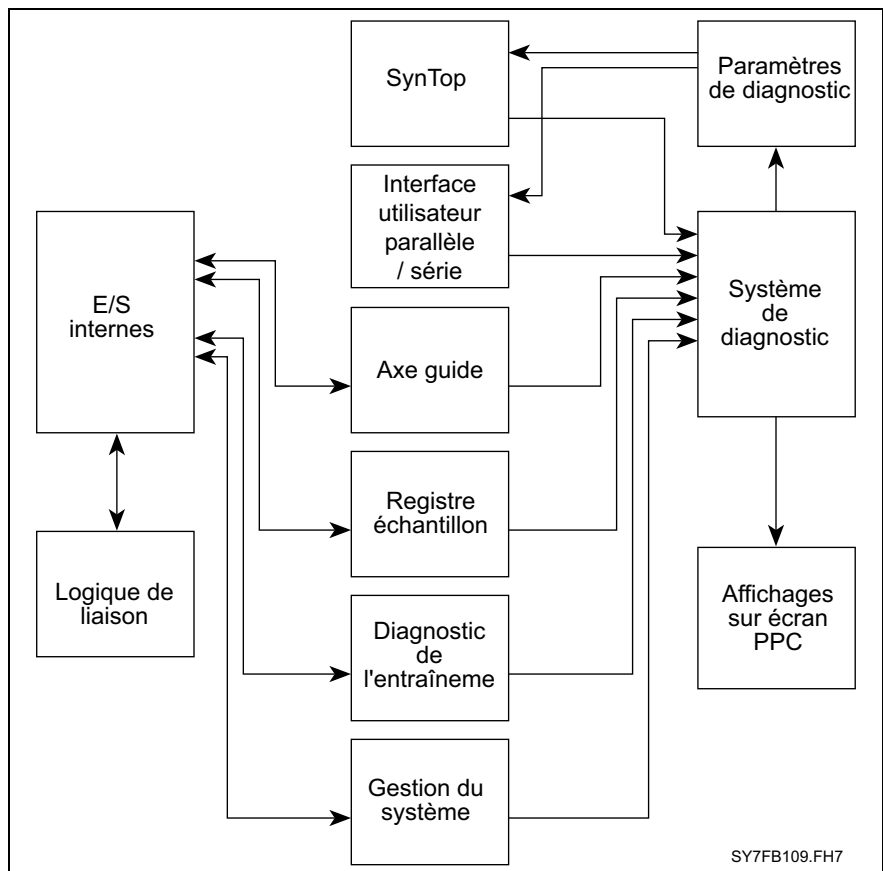 SynTop
Paramètres
de diagnostic
Interface
utilisateur
parallèle
/ série
E/S
internes
Système
de
diagnostic
Axe guide
Registre
échantillon
Logique de
liaison
Affichages
sur écran
PPC
Diagnostic
de
l'entraîneme
Gestion du
système
SY7FB109.FH7